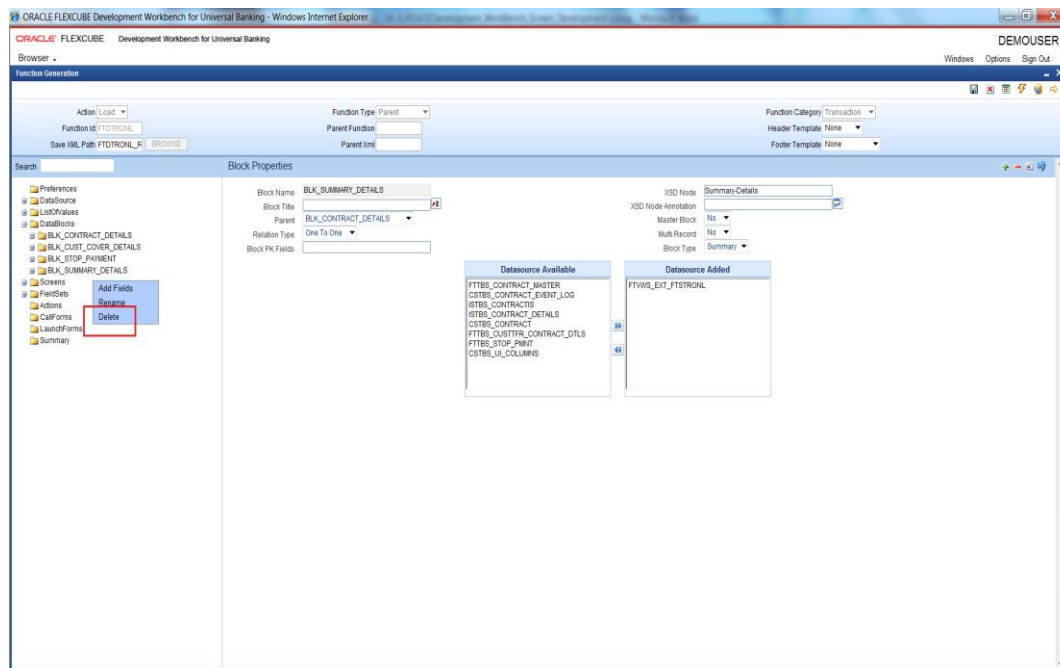 ORACLE FLEXCUBE Development Workbench for Universal Banking - Windows Internet Explorer
ORACLE FLEXCUBE Development Workbench for Universal Banking
DEMOUSER
Browser
Windows Options Sign Out
Function Generation
Action Load
Function Type Parent
Function Category Transaction
Function Id FTDTRONL
Parent Function
Header Template None
Save XML Path FTDTRONL_R BROWSE
Parent Xml
Footer Template None
Search
Block Properties
Preferences
DataSource
ListOfValues
DataBlocks
BLK_CONTRACT_DETAILS
BLK_CUST_COVER_DETAILS
BLK_STOP_PAYMENT
BLK_SUMMARY_DETAILS
Screens
FieldSets
Actions
CallForms
LaunchForms
Summary
Add Fields
Rename
Delete
Block Name BLK_SUMMARY_DETAILS
Block Title
Parent BLK_CONTRACT_DETAILS
Relation Type One To One
Block PK Fields
XSD Node Summary-Details
XSD Node Annotation
Master Block No
Multi Record No
Block Type Summary
Datasource Available
FTTBS_CONTRACT_MASTER
CSTBS_CONTRACT_EVENT_LOG
ISTBS_CONTRACTIS
ISTBS_CONTRACT_DETAILS
CSTBS_CONTRACT
FTTBS_CUSTTFR_CONTRACT_DTLS
FTTBS_STOP_PMNT
CSTBS_UI_COLUMNS
Datasource Added
FTVWS_EXT_FTSTRONL